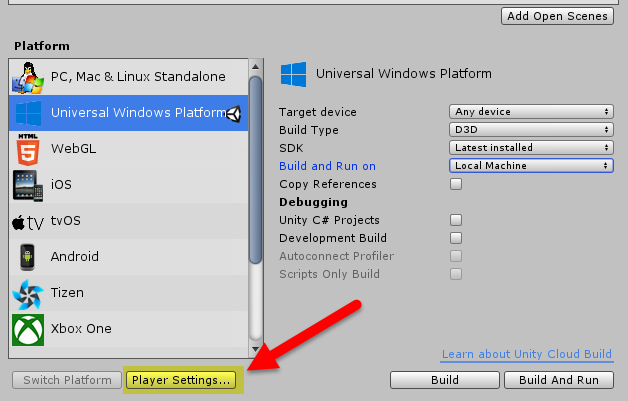 Add Open Scenes
Platform
PC, Mac & Linux Standalone
Universal Windows Platform
HTML
5
WebGL
iOS
tv
tvOS
Android
Tizen
Xbox One
Universal Windows Platform
Target device
Any device
Build Type
D3D
SDK
Latest installed
Build and Run on
Local Machine
Copy References
Debugging
Unity C# Projects
Development Build
Autoconnect Profiler
Scripts Only Build
Learn about Unity Cloud Build
Switch Platform
Player Settings...
Build
Build And Run